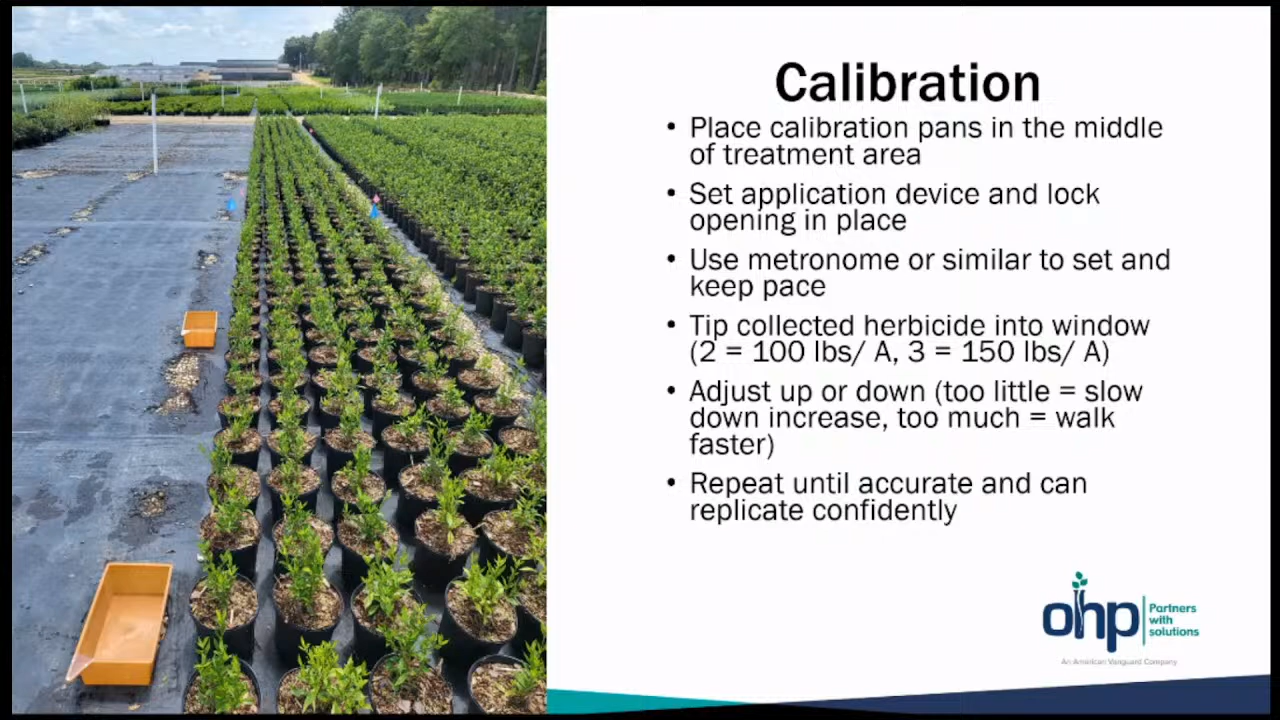 Calibration
• Place calibration pans in the middle
of treatment area
• Set application device and lock
opening in place
• Use metronome or similar to set and
keep pace
• Tip collected herbicide into window
(2 = 100 lbs/ A, 3 = 150 lbs/ A)
• Adjust up or down (too little = slow
down increase, too much = walk
faster)
• Repeat until accurate and can
replicate confidently
ohp
Partners
with
solutions
An American Vanguard Company